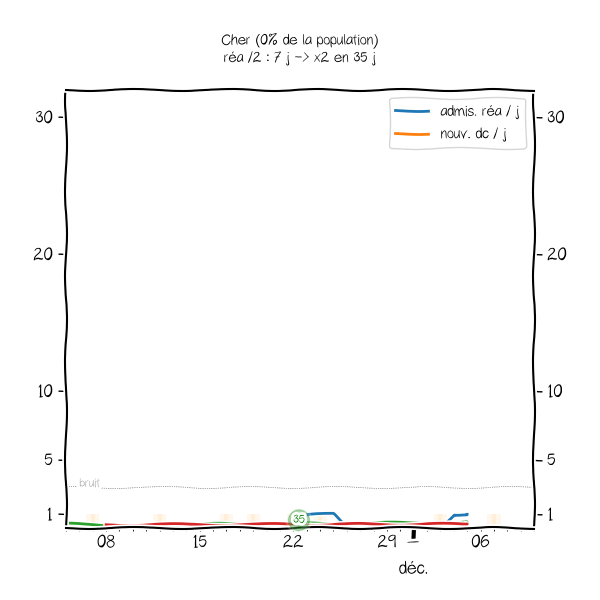 Cher (0% de la population)
réa /2 : 7 j -> x2 en 35 j
admis. réa / j
nouv. dc / j
30
30
20
20
10
10
5
5
bruit
1
1
35
08
15
22
29
06
déc.